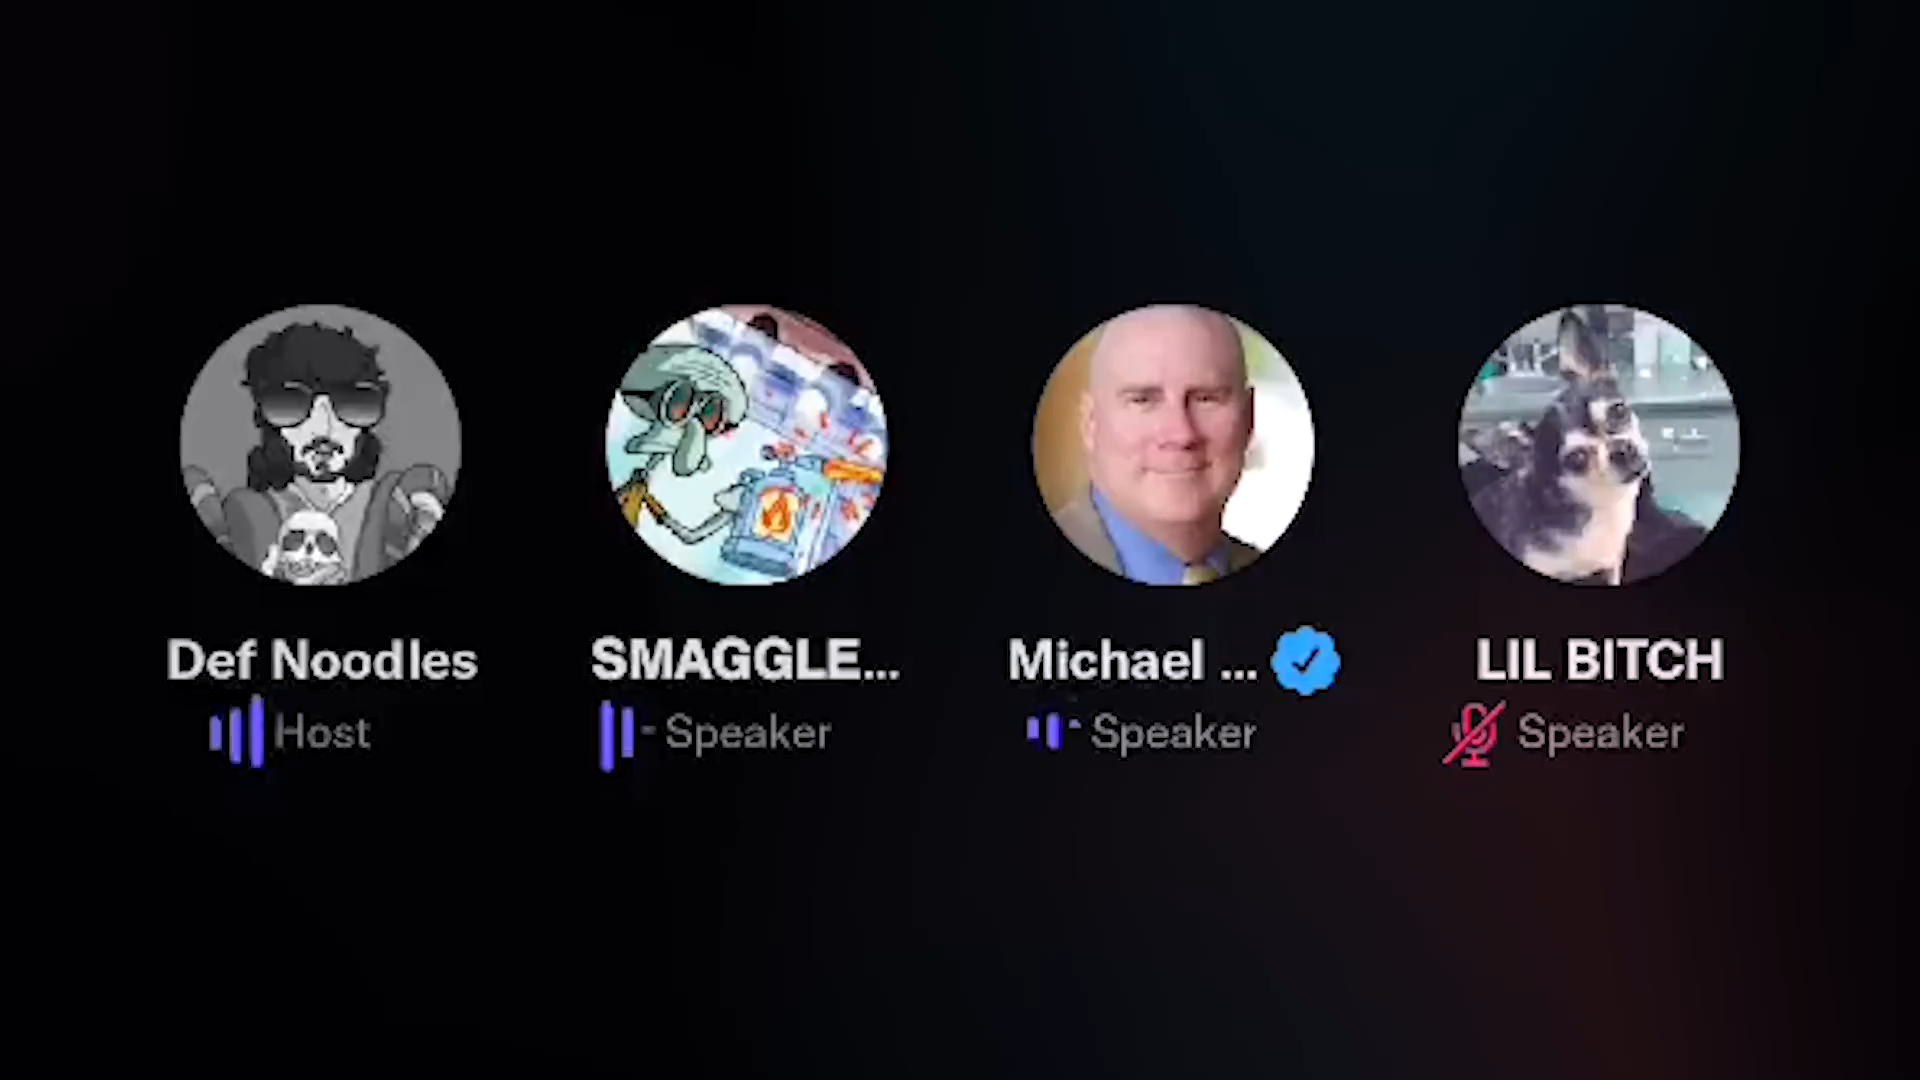 Def Noodles
SMAGGLE...
Michael ...
LIL BITCH
Host
Speaker
Speaker
Speaker